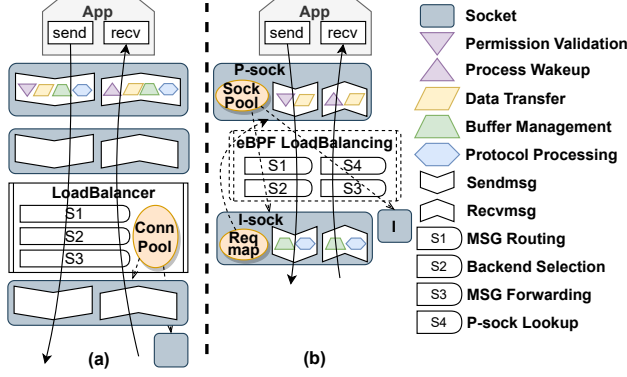 App
send recv
LoadBalancer
S1
S2
S3
Conn
Pool
(a)
App
send recv
P-sock
Sock
Pool
eBPF LoadBalancing
S1 S4
S2 S3
I-sock
Req
map
I
(b)
Socket
Permission Validation
Process Wakeup
Data Transfer
Buffer Management
Protocol Processing
Sendmsg
Recvmsg
S1 MSG Routing
S2 Backend Selection
S3 MSG Forwarding
S4 P-sock Lookup